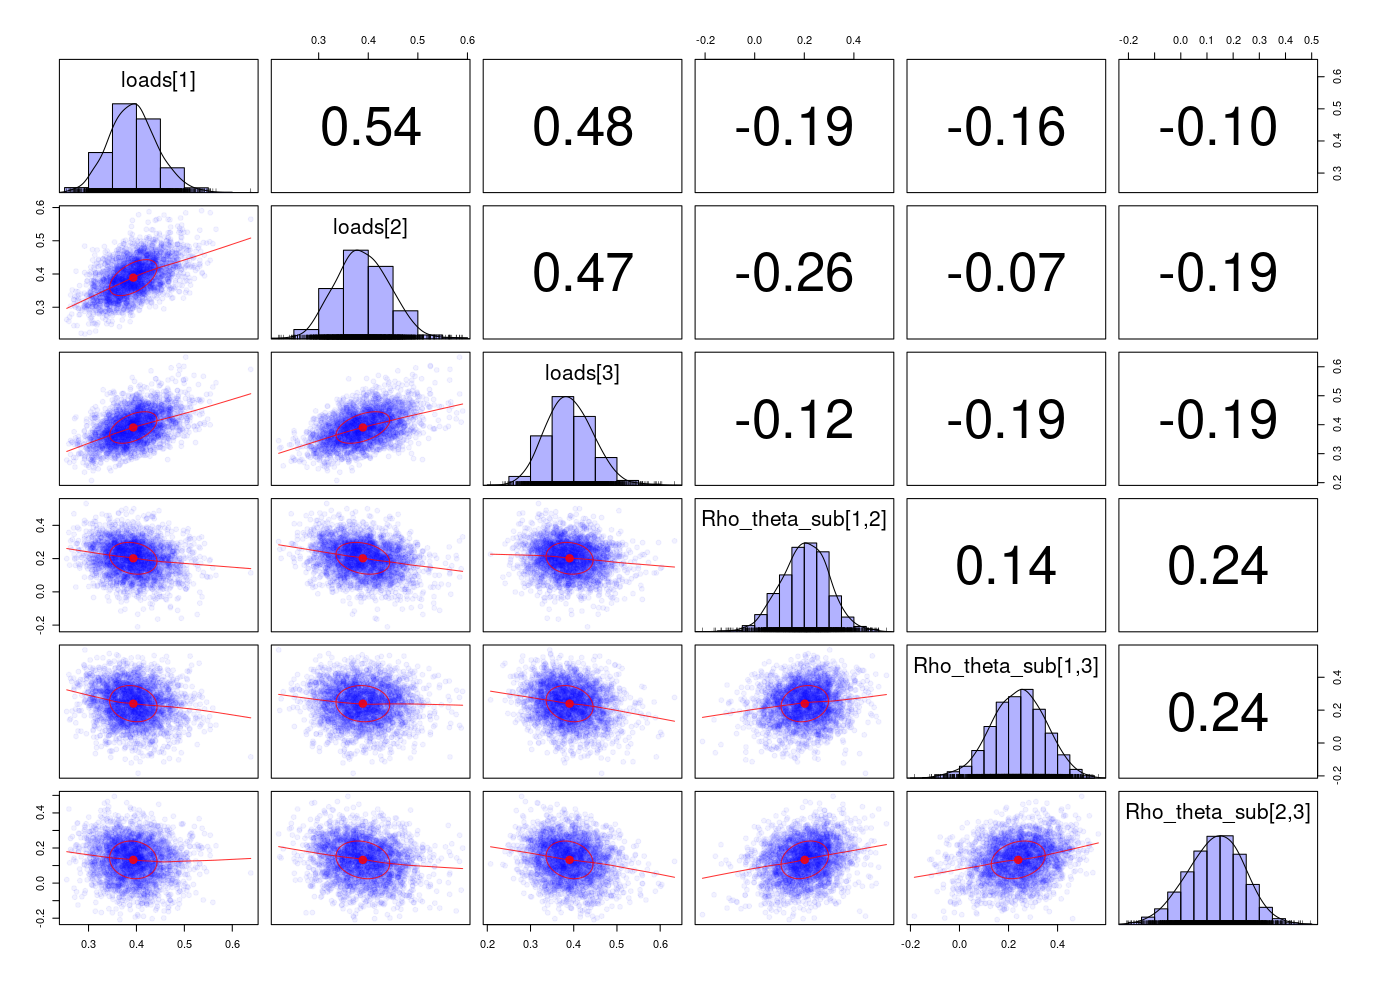 0.3 0.4 0.5 0.6 -0.2 0.0 0.2 0.4 -0.2 0.0 0.1 0.2 0.3 0.4 0.5
loads[1] 0.54 0.48 -0.19 -0.16 -0.10
0.6 0.5 0.4 0.3
0.6 0.5 0.4 0.3
loads[2] 0.47 -0.26 -0.07 -0.19
loads[3] -0.12 -0.19 -0.19
0.6 0.5 0.4 0.3 0.2
0.4 0.2 0.0 -0.2
Rho_theta_sub[1,2] 0.14 0.24
Rho_theta_sub[1,3] 0.24
0.4 0.2 0.0 -0.2
0.4 0.2 0.0 -0.2
Rho_theta_sub[2,3]
0.3 0.4 0.5 0.6 0.2 0.3 0.4 0.5 0.6 -0.2 0.0 0.2 0.4